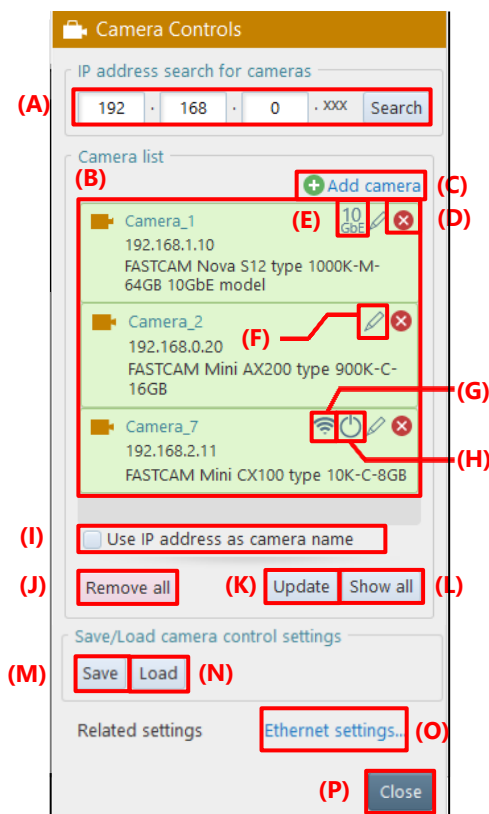 Camera Controls
IP address search for cameras
(A) 192 . 168 . 0 . xxx Search
Camera list
(B) Add camera (C)
Camera_1 (E) 10 GbE (D)
192.168.1.10
FASTCAM Nova S12 type 1000K-M-
64GB 10GbE model
Camera_2 (F)
192.168.0.20
FASTCAM Mini AX200 type 900K-C-
16GB
(G)
Camera_7
192.168.2.11 (H)
FASTCAM Mini CX100 type 10K-C-8GB
(I) Use IP address as camera name
(J) Remove all (K) Update Show all (L)
Save/Load camera control settings
(M) Save Load (N)
Related settings Ethernet settings... (O)
(P) Close